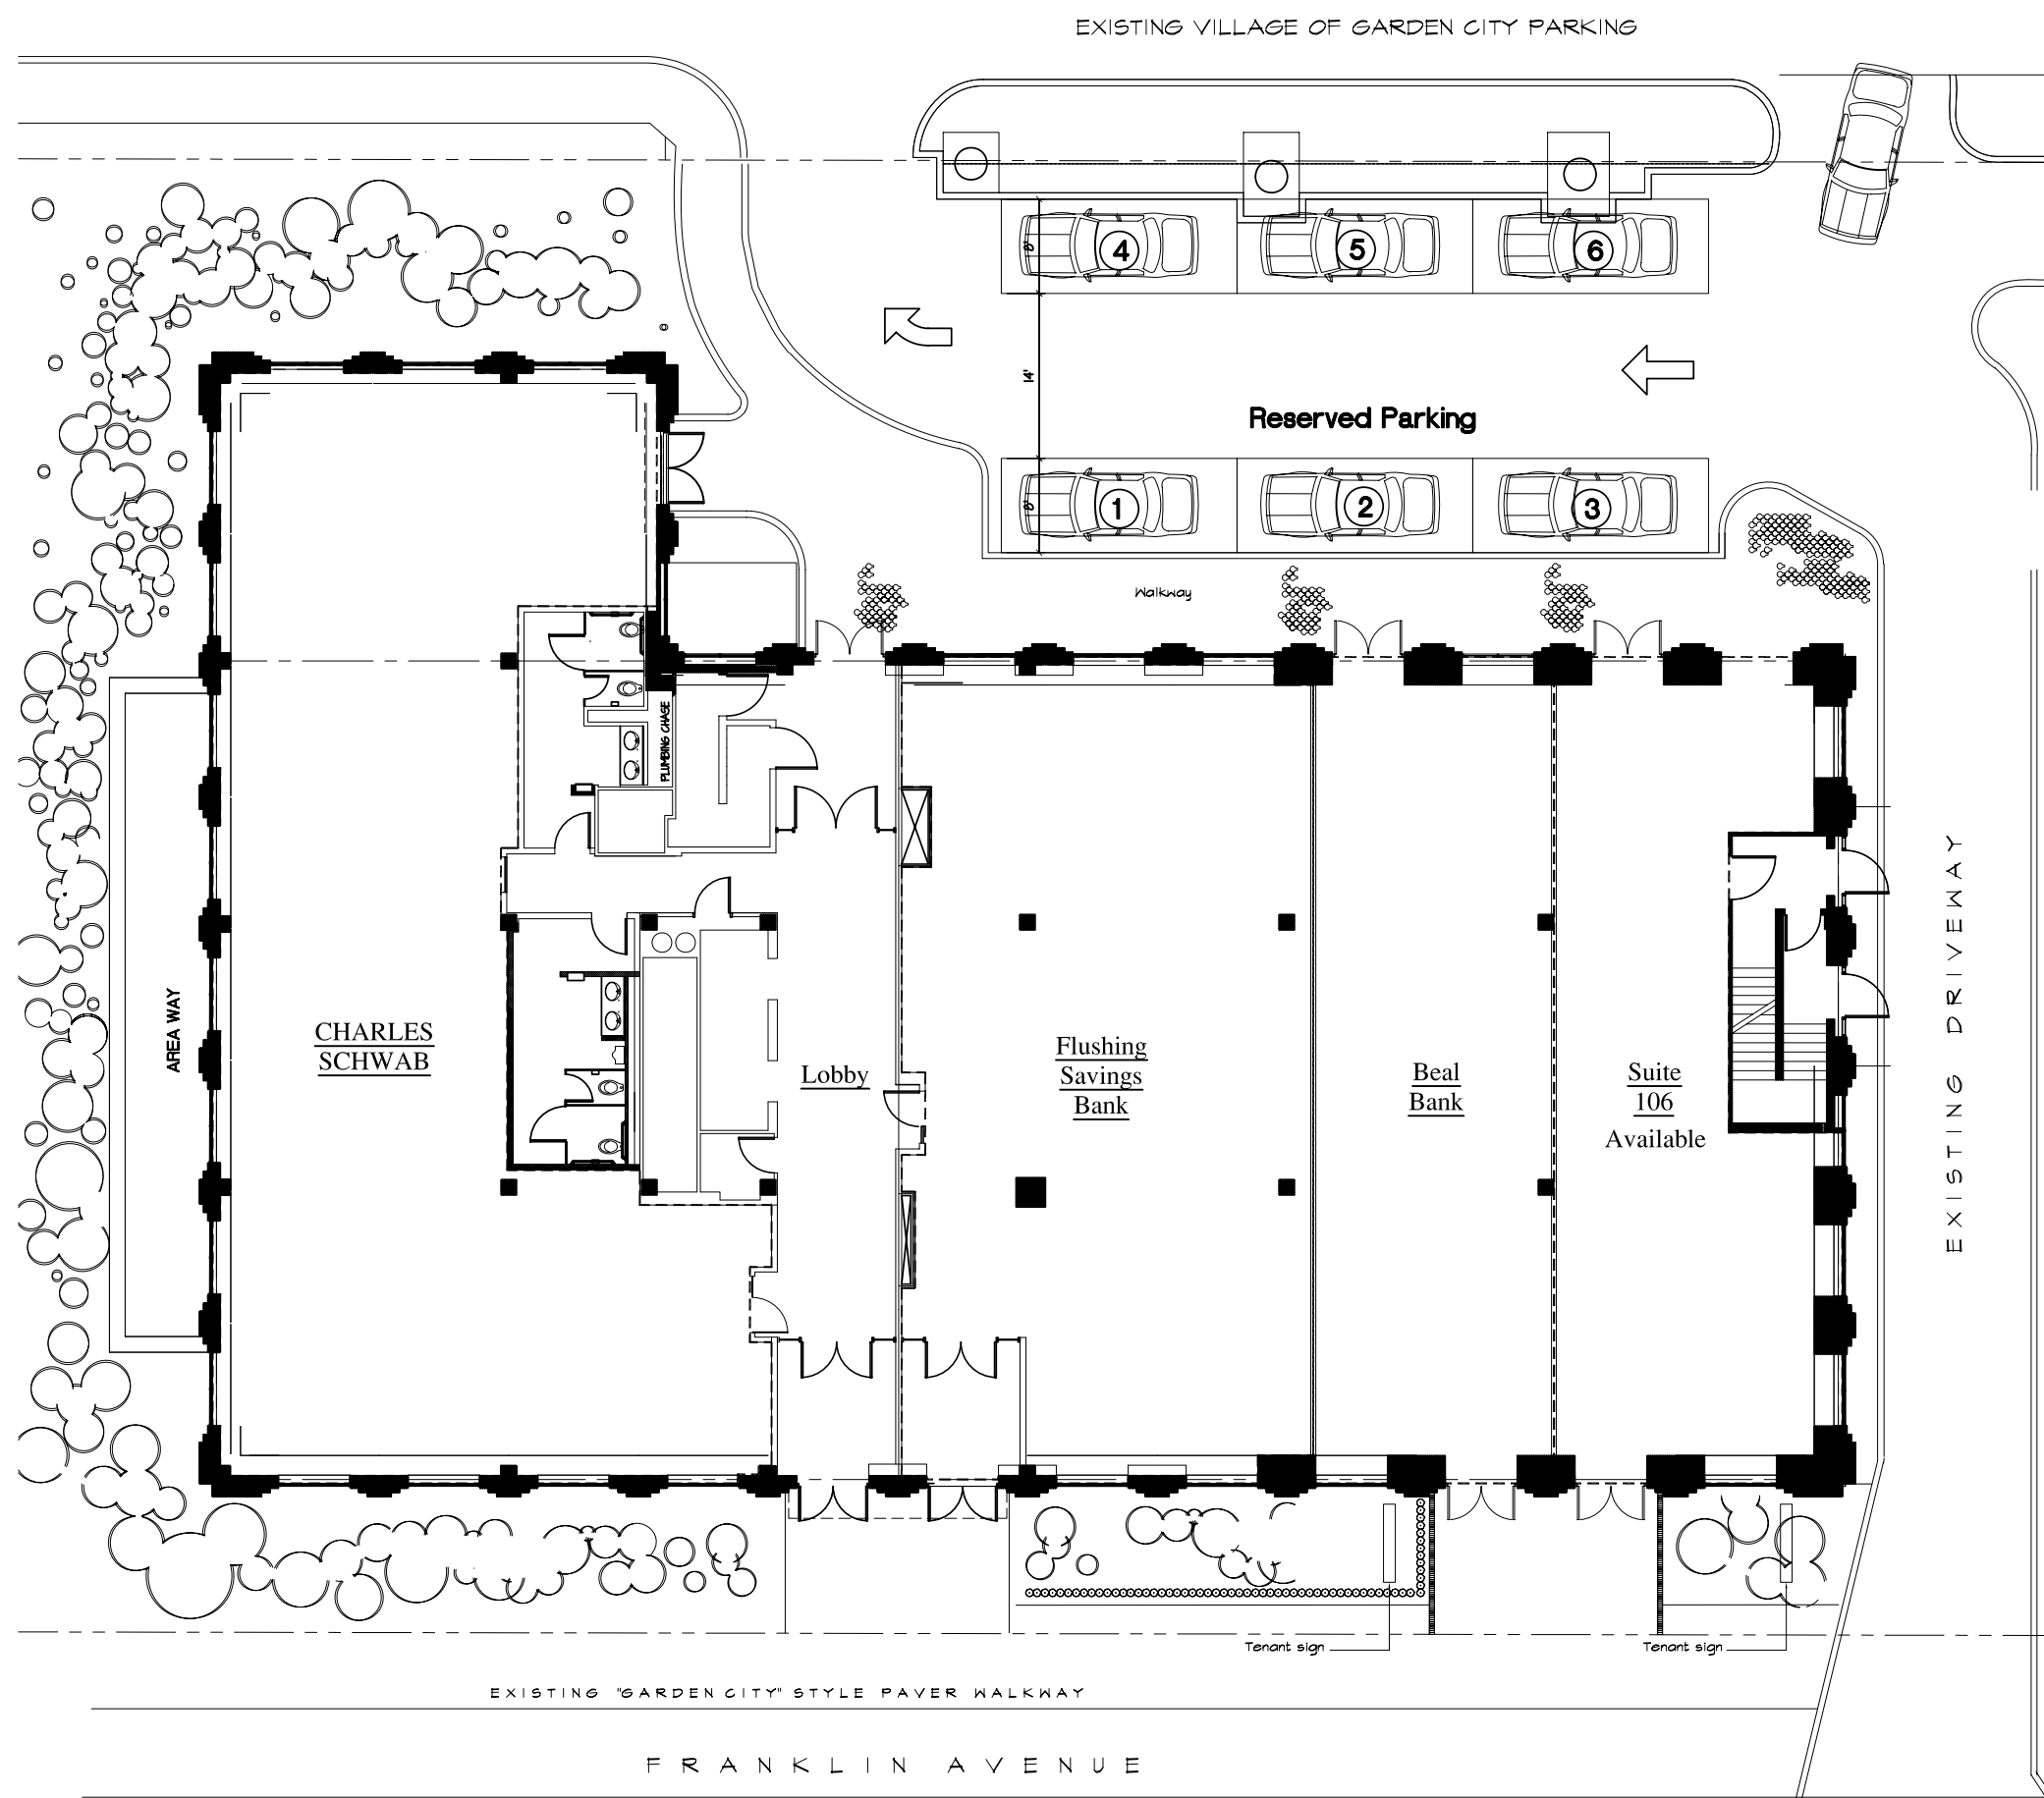 EXISTING VILLAGE OF GARDEN CITY PARKING
4
5
6
8'
14'
Reserved Parking
8'
1
2
3
Walkway
PLUMBING CHASE
AREA WAY
CHARLES
SCHWAB
Lobby
Flushing
Savings
Bank
Beal
Bank
Suite
106
Available
EXISTING DRIVEWAY
Tenant sign
Tenant sign
EXISTING "GARDEN CITY" STYLE PAVER WALKWAY
FRANKLIN AVENUE